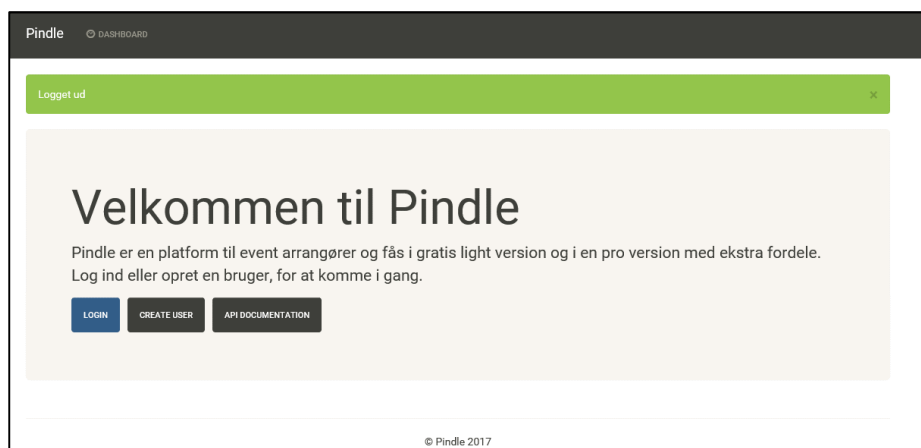 Pindle DASHBOARD
Logget ud ×
Velkommen til Pindle
Pindle er en platform til event arrangører og fås i gratis light version og i en pro version med ekstra fordele.
Log ind eller opret en bruger, for at komme i gang.
LOGIN CREATE USER API DOCUMENTATION
© Pindle 2017